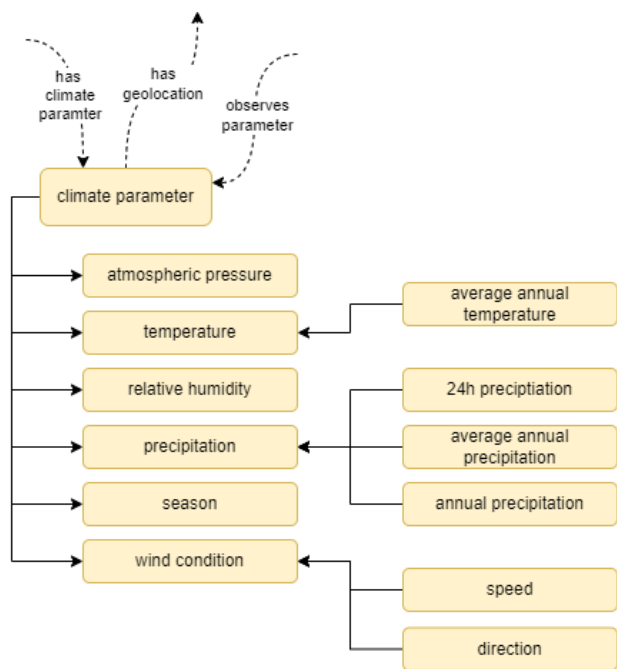 has
climate
paramter
has
geolocation
observes
parameter
climate parameter
atmospheric pressure
temperature
average annual
temperature
relative humidity
24h preciptiation
precipitation
average annual
precipitation
season
annual precipitation
wind condition
speed
direction